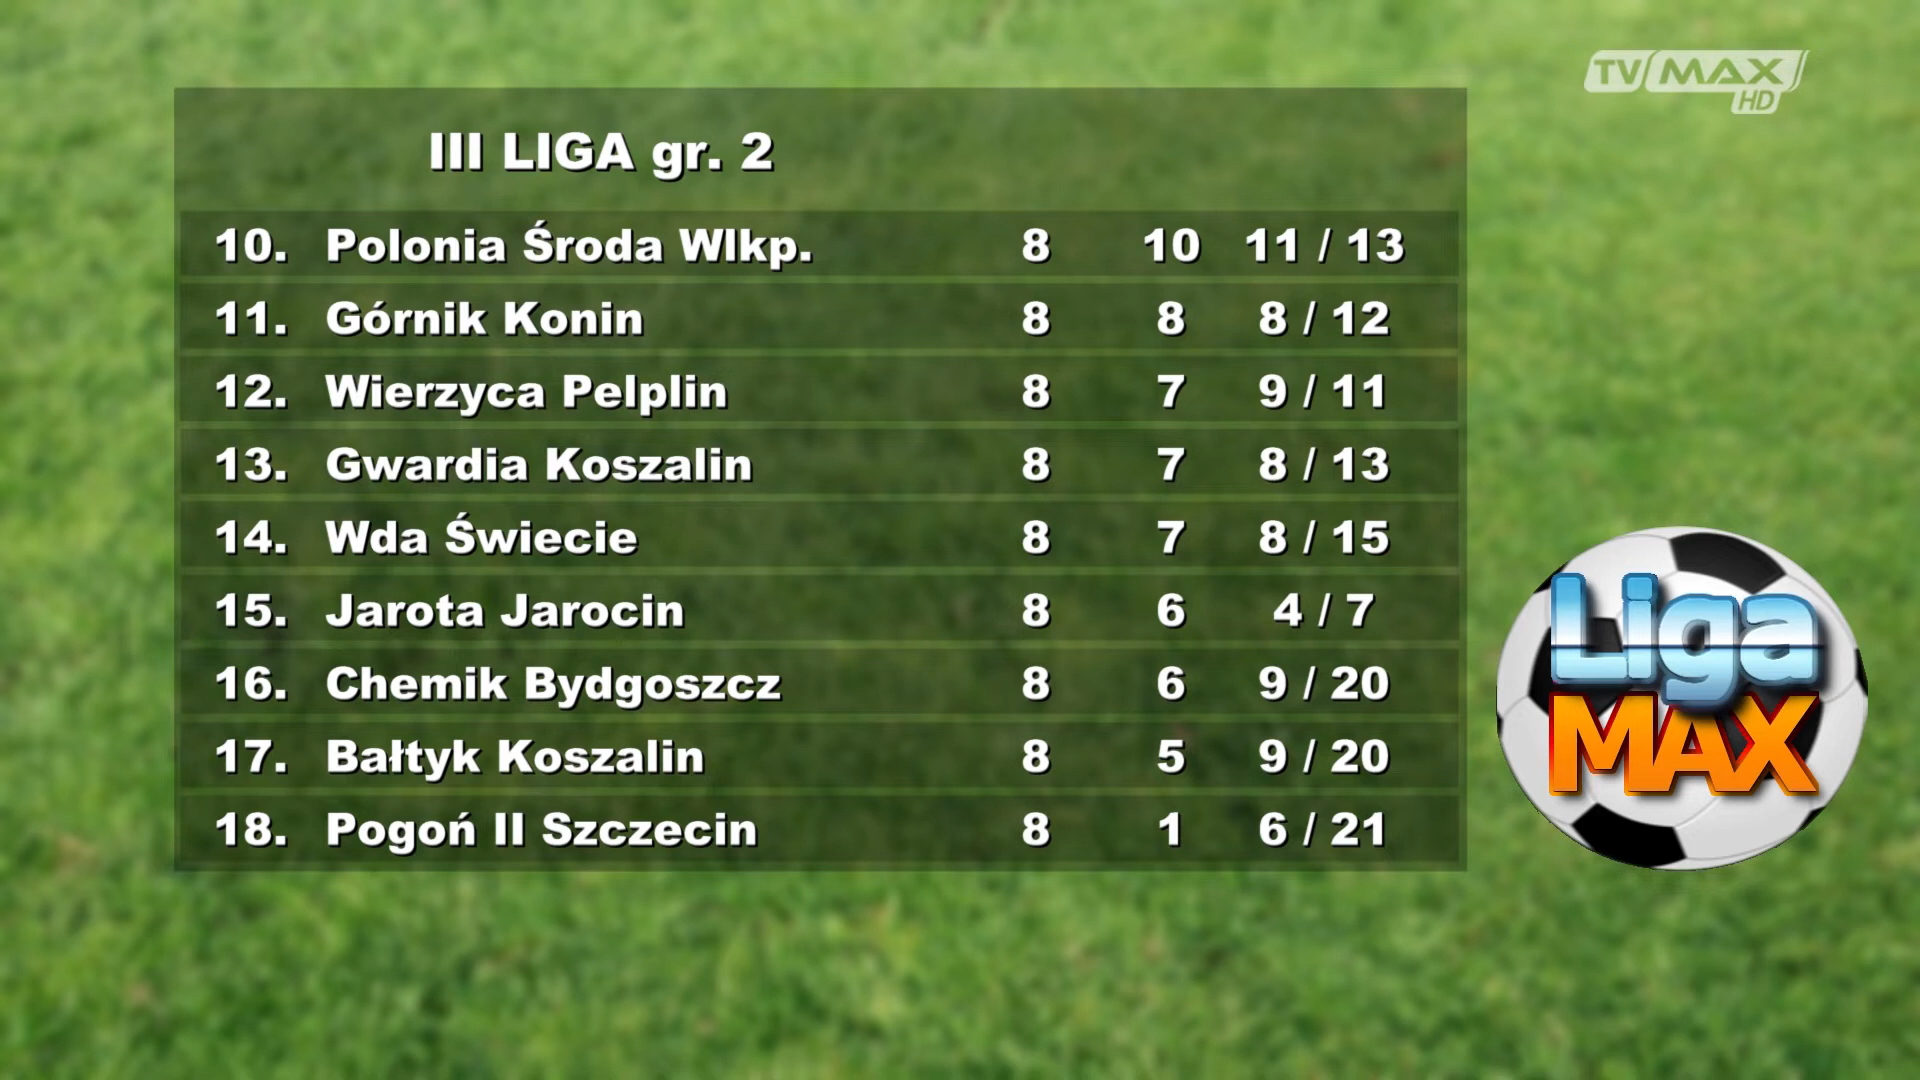 TV MAX HD
III LIGA gr. 2
10. Polonia Środa Wlkp. 8 10 11 / 13
11. Górnik Konin 8 8 8 / 12
12. Wierzyca Pelplin 8 7 9 / 11
13. Gwardia Koszalin 8 7 8 / 13
14. Wda Świecie 8 7 8 / 15
15. Jarota Jarocin 8 6 4 / 7
16. Chemik Bydgoszcz 8 6 9 / 20
17. Bałtyk Koszalin 8 5 9 / 20
18. Pogoń II Szczecin 8 1 6 / 21
Liga
MAX